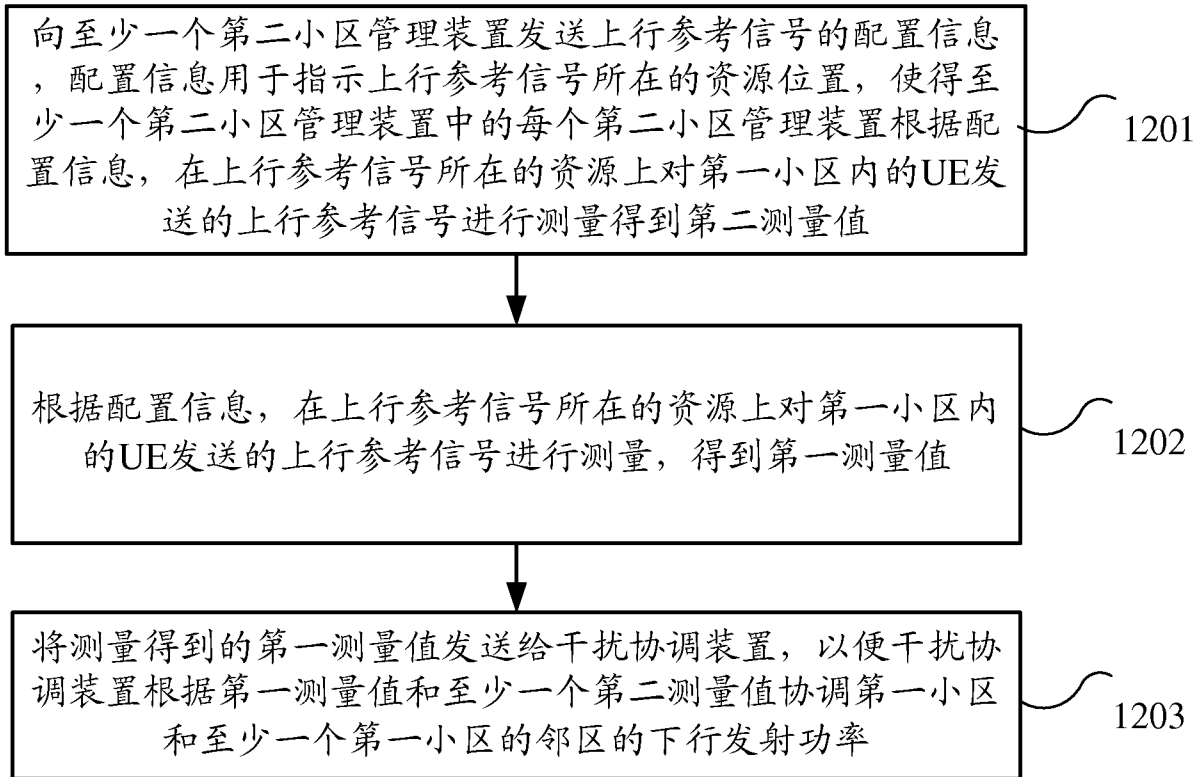 向至少一个第二小区管理装置发送上行参考信号的配置信息
，配置信息用于指示上行参考信号所在的资源位置，使得至
少一个第二小区管理装置中的每个第二小区管理装置根据配
置信息，在上行参考信号所在的资源上对第一小区内的UE发
送的上行参考信号进行测量得到第二测量值
1201
根据配置信息，在上行参考信号所在的资源上对第一小区内
的UE发送的上行参考信号进行测量，得到第一测量值
1202
将测量得到的第一测量值发送给干扰协调装置，以便干扰协
调装置根据第一测量值和至少一个第二测量值协调第一小区
和至少一个第一小区的邻区的下行发射功率
1203